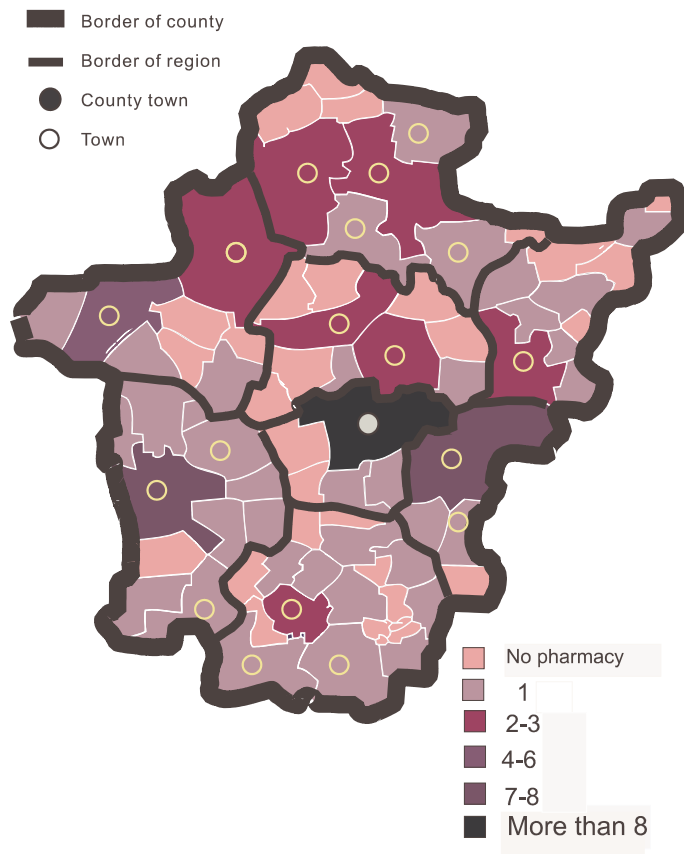 Border of county
Border of region
County town
Town
No pharmacy
1
2-3
4-6
7-8
More than 8